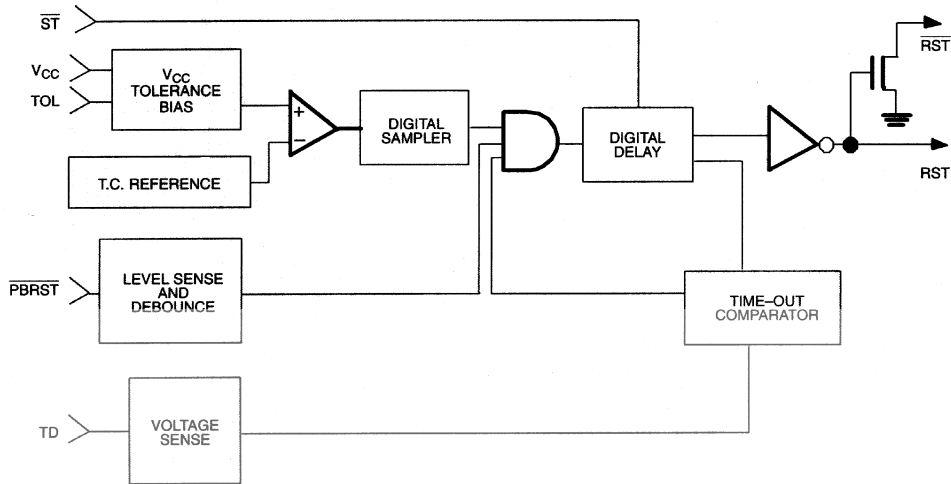 ST
RST
VCC
VCC
TOLERANCE
BIAS
TOL
+
−
DIGITAL
SAMPLER
DIGITAL
DELAY
RST
T.C. REFERENCE
PBRST
LEVEL SENSE
AND
DEBOUNCE
TIME–OUT
COMPARATOR
TD
VOLTAGE
SENSE